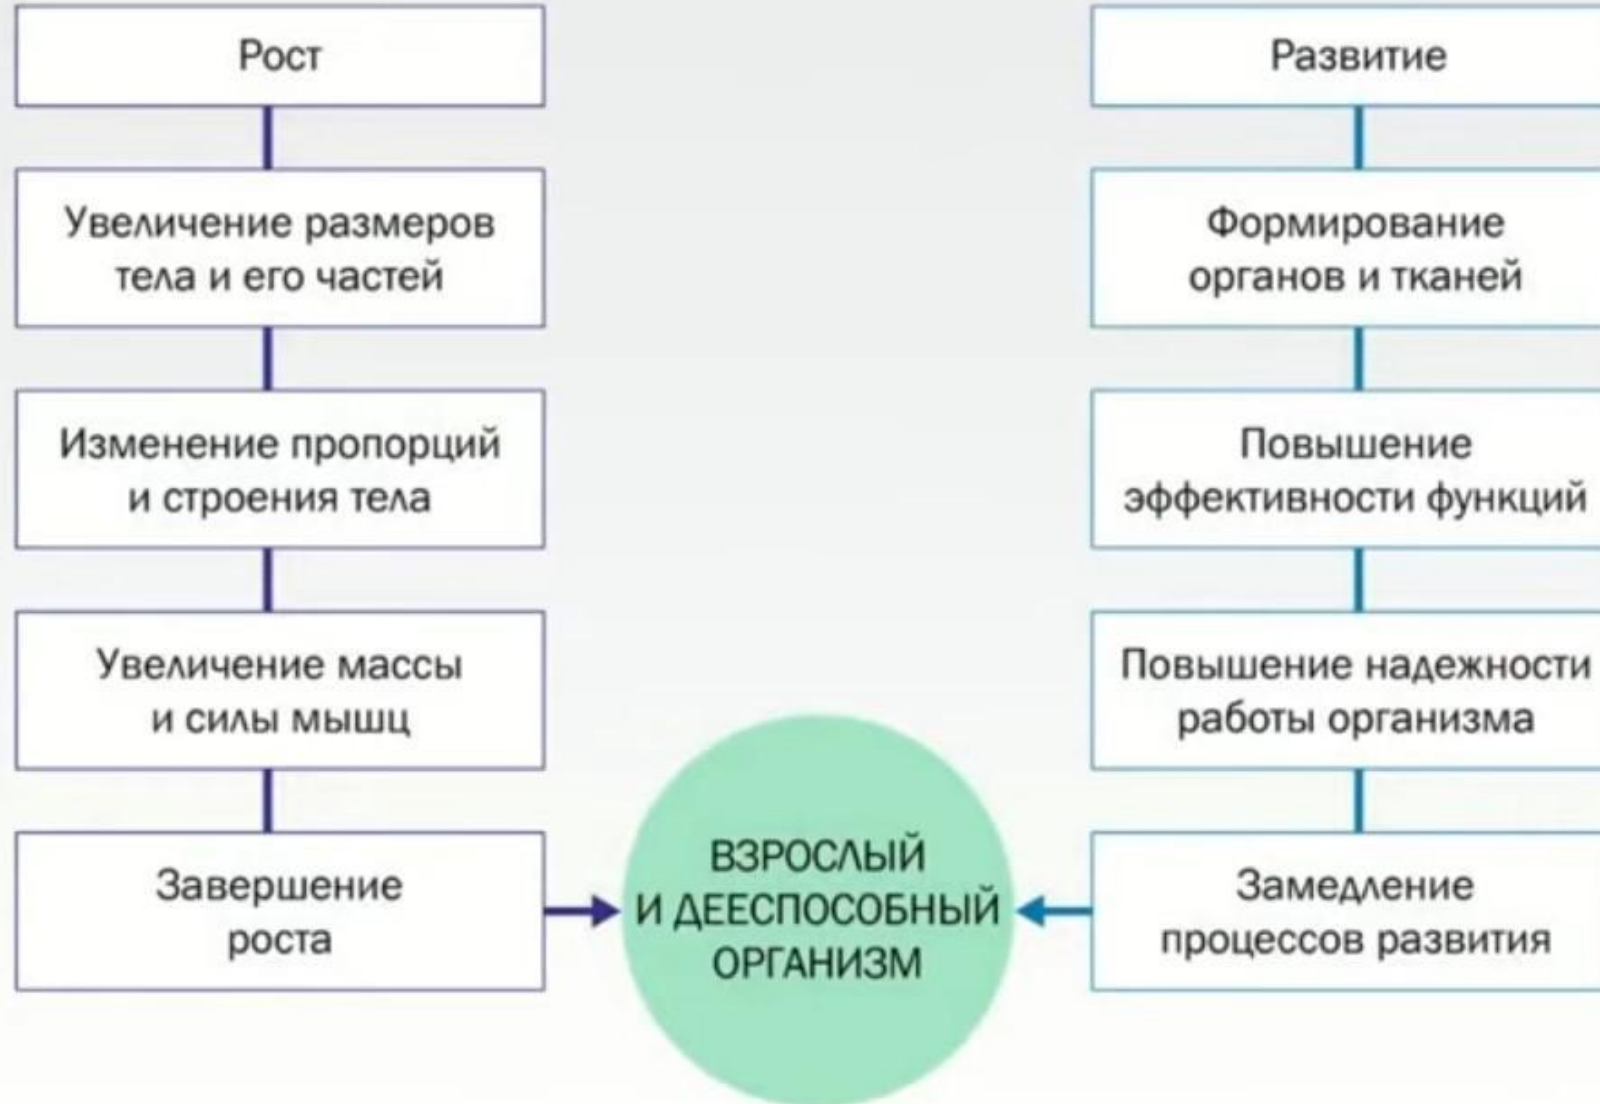 Рост
Увеличение размеров
тела и его частей
Изменение пропорций
и строения тела
Увеличение массы
и силы мышц
Завершение
роста
ВЗРОСЛЫЙ
И ДЕЕСПОСОБНЫЙ
ОРГАНИЗМ
Развитие
Формирование
органов и тканей
Повышение
эффективности функций
Повышение надежности
работы организма
Замедление
процессов развития